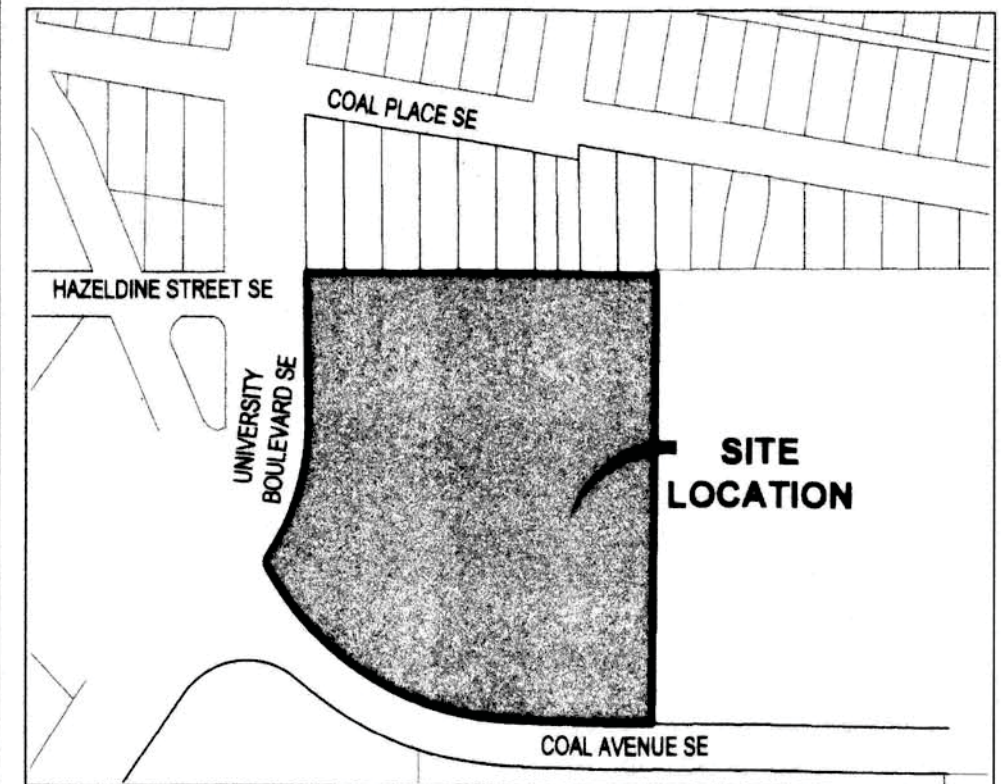 COAL PLACE SE
HAZELDINE STREET SE
UNIVERSITY
BOULEVARD SE
SITE
LOCATION
COAL AVENUE SE